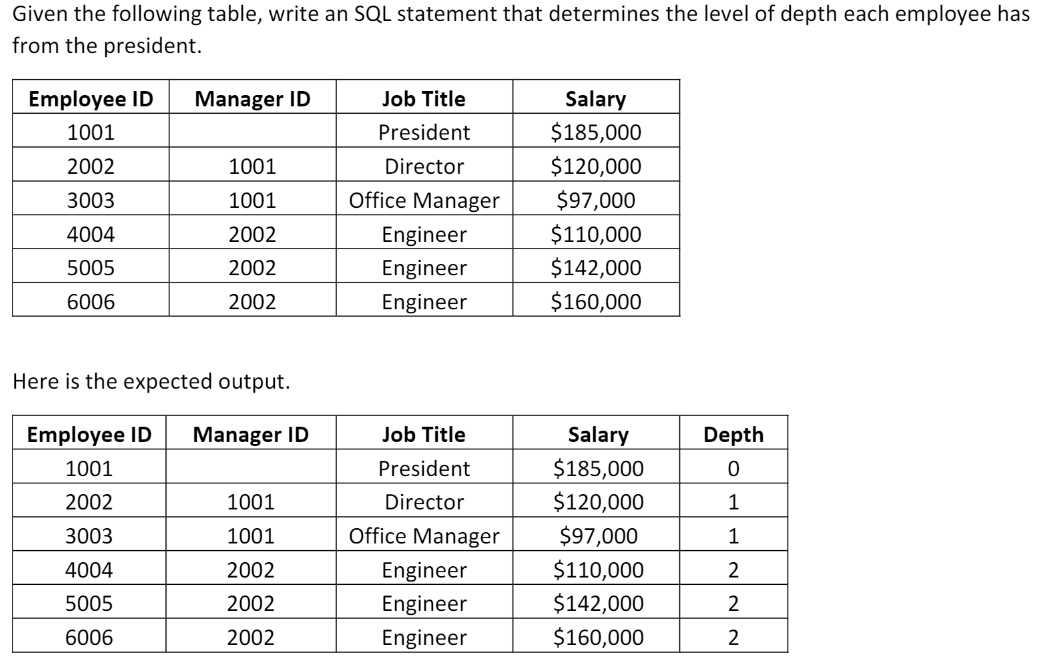 Given the following table, write an SQL statement that determines the level of depth each employee has
from the president.
Employee ID Manager ID Job Title Salary
1001 President $185,000
2002 1001 Director $120,000
3003 1001 Office Manager $97,000
4004 2002 Engineer $110,000
5005 2002 Engineer $142,000
6006 2002 Engineer $160,000
Here is the expected output.
Employee ID Manager ID Job Title Salary Depth
1001 President $185,000 0
2002 1001 Director $120,000 1
3003 1001 Office Manager $97,000 1
4004 2002 Engineer $110,000 2
5005 2002 Engineer $142,000 2
6006 2002 Engineer $160,000 2